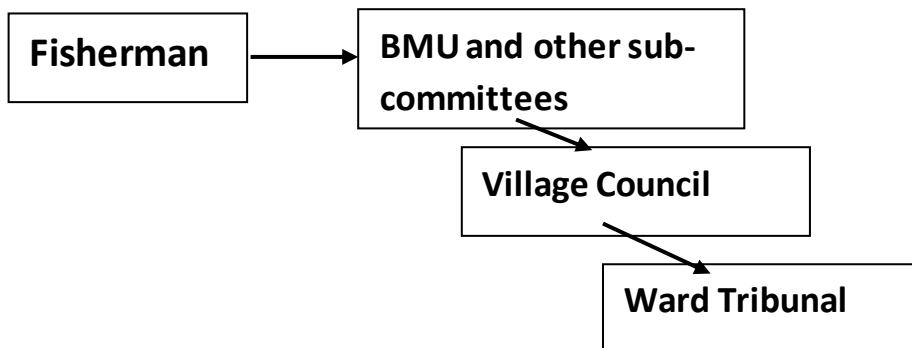 Fisherman
BMU and other sub-
committees
Village Council
Ward Tribunal